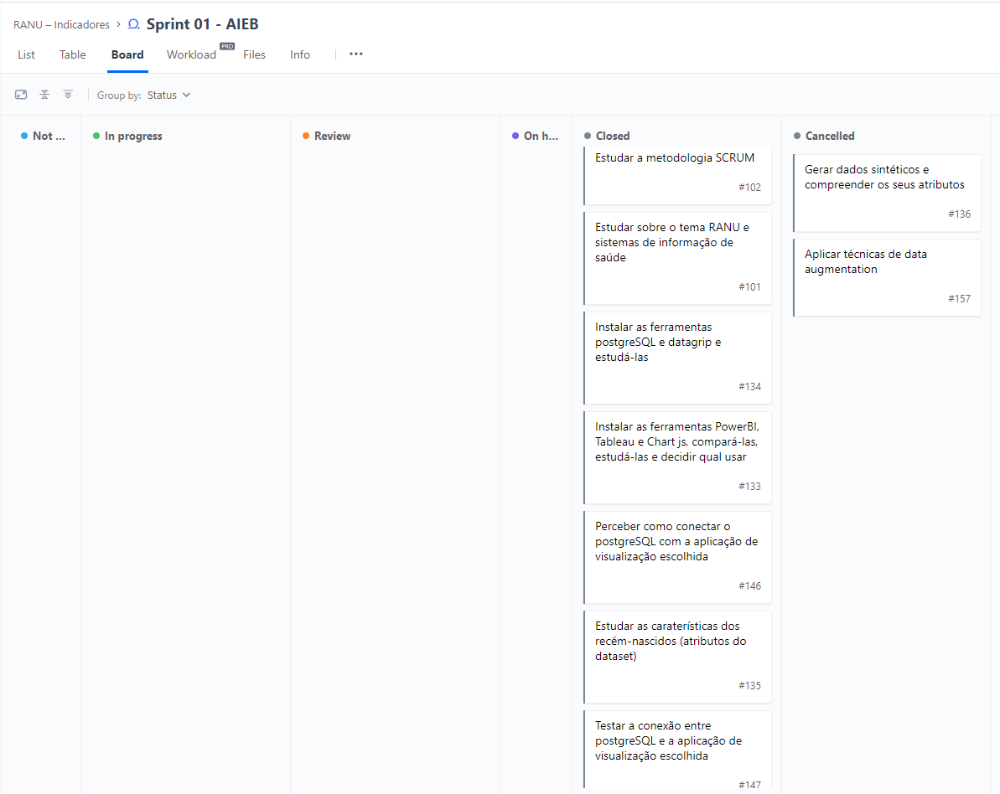 RANU – Indicadores > Sprint 01 - AIEB
List Table Board Workload PRO Files Info •••
Group by: Status
Not ...
In progress
Review
On h...
Closed
Estudar a metodologia SCRUM
#102
Estudar sobre o tema RANU e
sistemas de informação de
saúde
#101
Instalar as ferramentas
postgreSQL e datagrip e
estudá-las
#134
Instalar as ferramentas PowerBI,
Tableau e Chart js, compará-las,
estudá-las e decidir qual usar
#133
Perceber como conectar o
postgreSQL com a aplicação de
visualização escolhida
#146
Estudar as caraterísticas dos
recém-nascidos (atributos do
dataset)
#135
Testar a conexão entre
postgreSQL e a aplicação de
visualização escolhida
#147
Cancelled
Gerar dados sintéticos e
compreender os seus atributos
#136
Aplicar técnicas de data
augmentation
#157